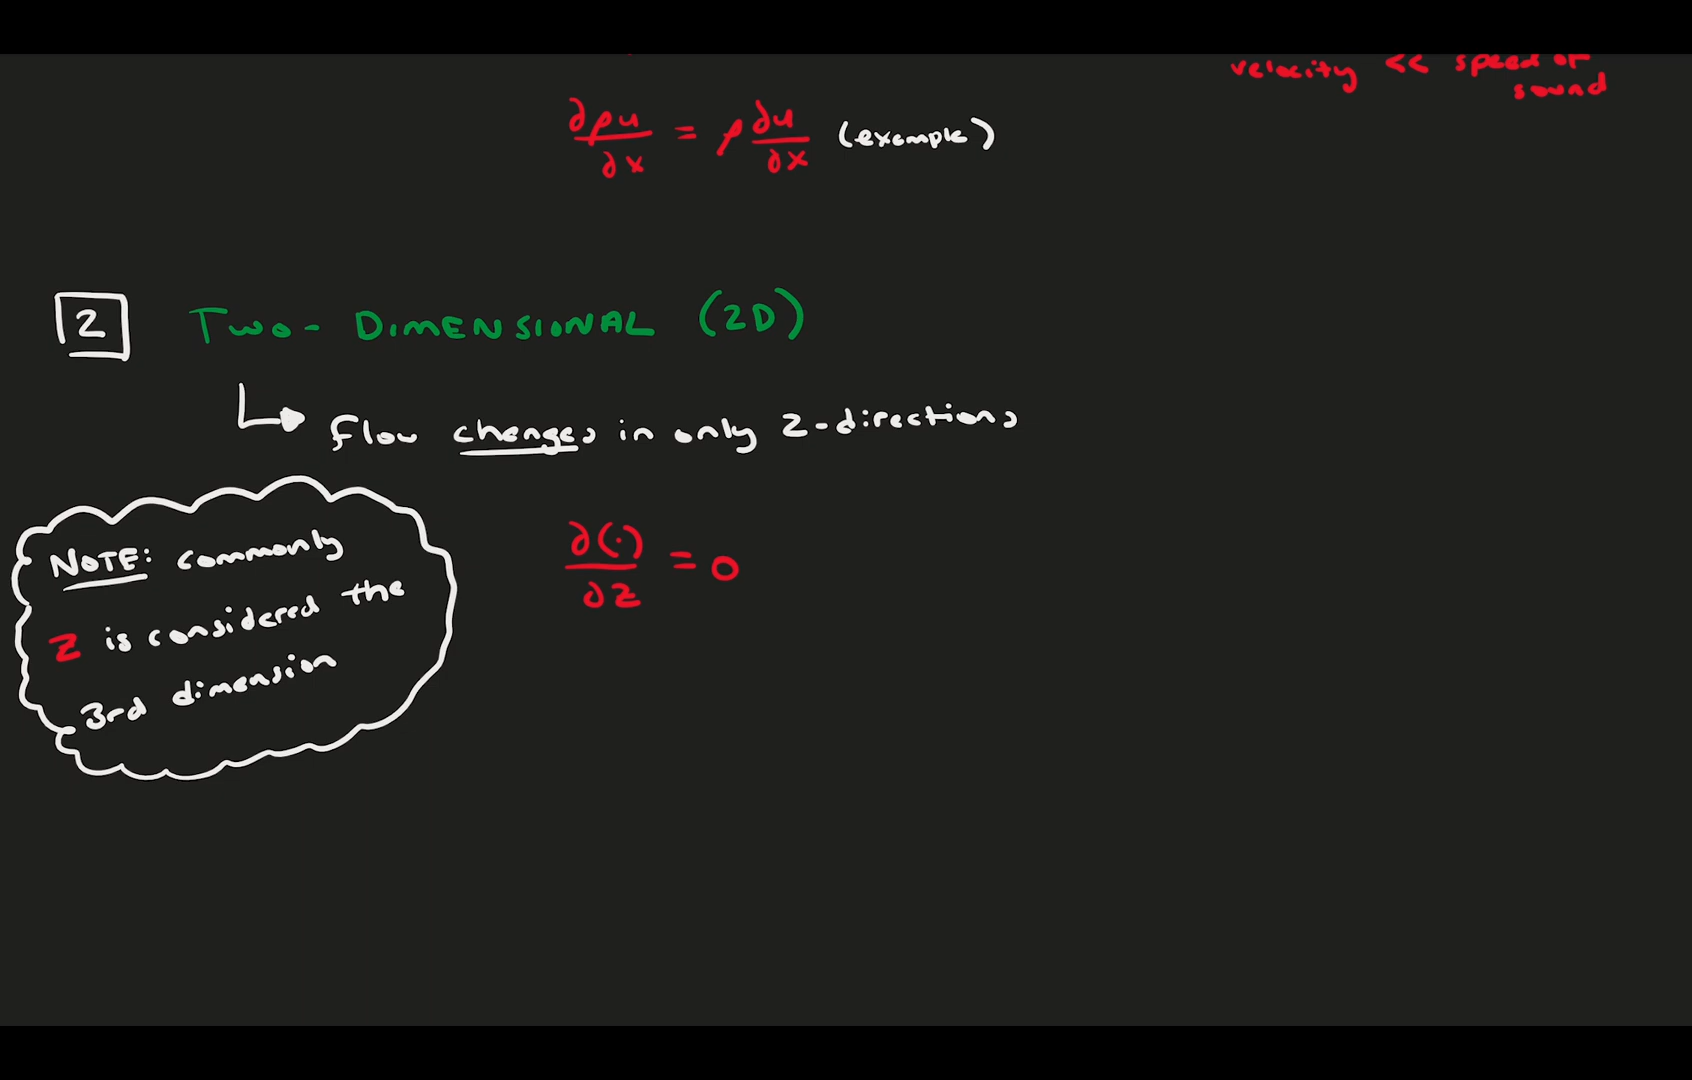 velocity << speed of
sound
∂ρu/∂x = ρ ∂u/∂x (example)
2 Two-DIMENSIONAL (2D)
flow changes in only 2-directions
∂(·)/∂z = 0
NOTE: commonly
z is considered the
3rd dimension